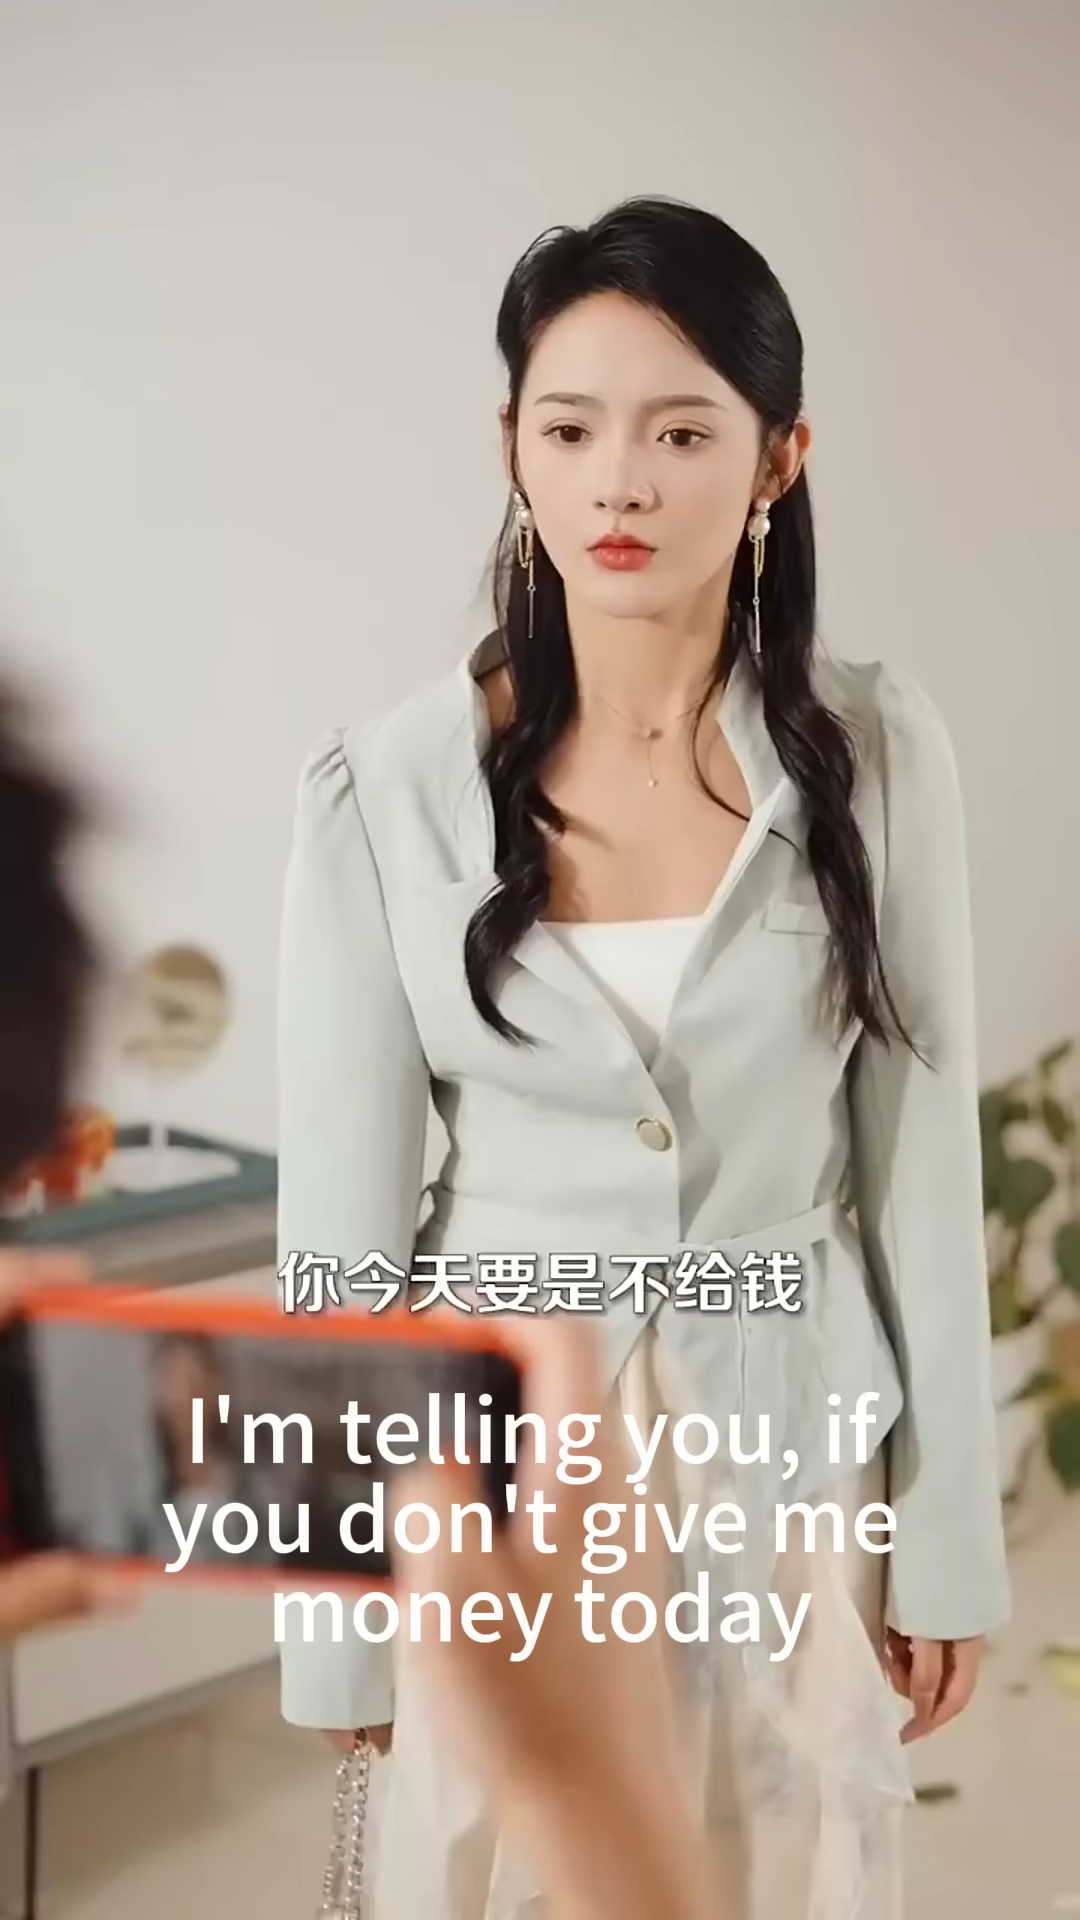 你今天要是不给钱
I'm telling you, if
you don't give me
money today